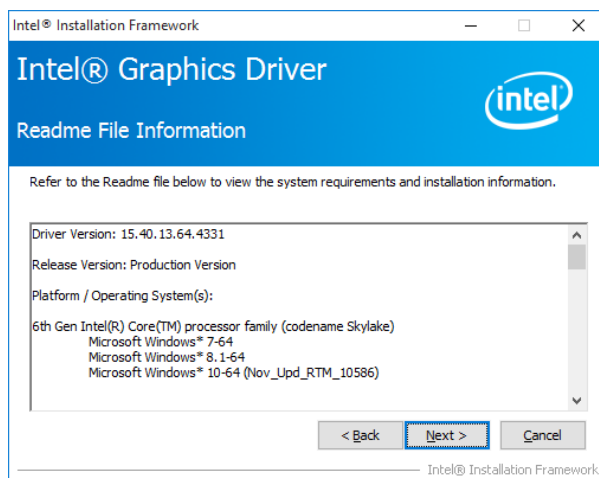 Intel® Installation Framework
Intel® Graphics Driver
intel
Readme File Information
Refer to the Readme file below to view the system requirements and installation information.
Driver Version: 15.40.13.64.4331
Release Version: Production Version
Platform / Operating System(s):
6th Gen Intel(R) Core(TM) processor family (codename Skylake)
Microsoft Windows* 7-64
Microsoft Windows* 8.1-64
Microsoft Windows* 10-64 (Nov_Upd_RTM_10586)
< Back Next > Cancel
Intel® Installation Framework